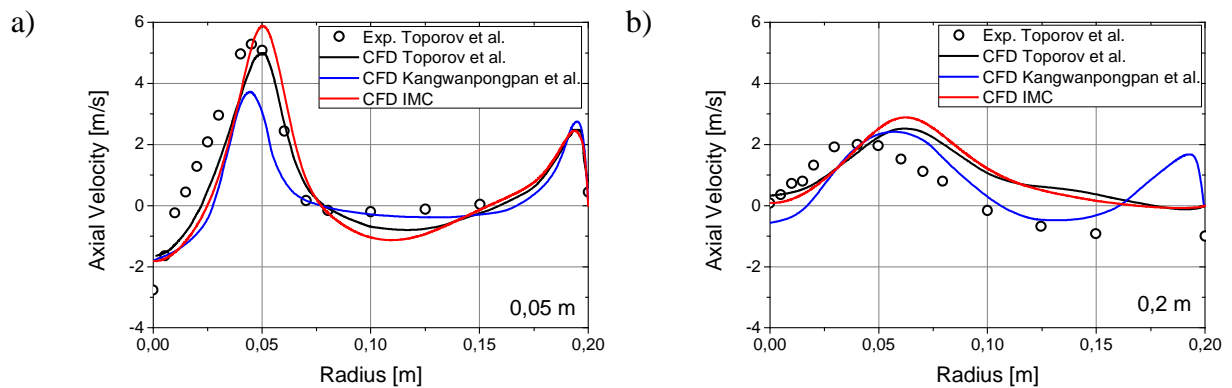 a)
Axial Velocity [m/s]
6
4
2
0
-2
-4
Exp. Toporov et al.
CFD Toporov et al.
CFD Kangwanpongpan et al.
CFD IMC
0,05 m
0,00
0,05
0,10
0,15
0,20
Radius [m]
b)
Axial Velocity [m/s]
6
4
2
0
-2
-4
Exp. Toporov et al.
CFD Toporov et al.
CFD Kangwanpongpan et al.
CFD IMC
0,2 m
0,00
0,05
0,10
0,15
0,20
Radius [m]